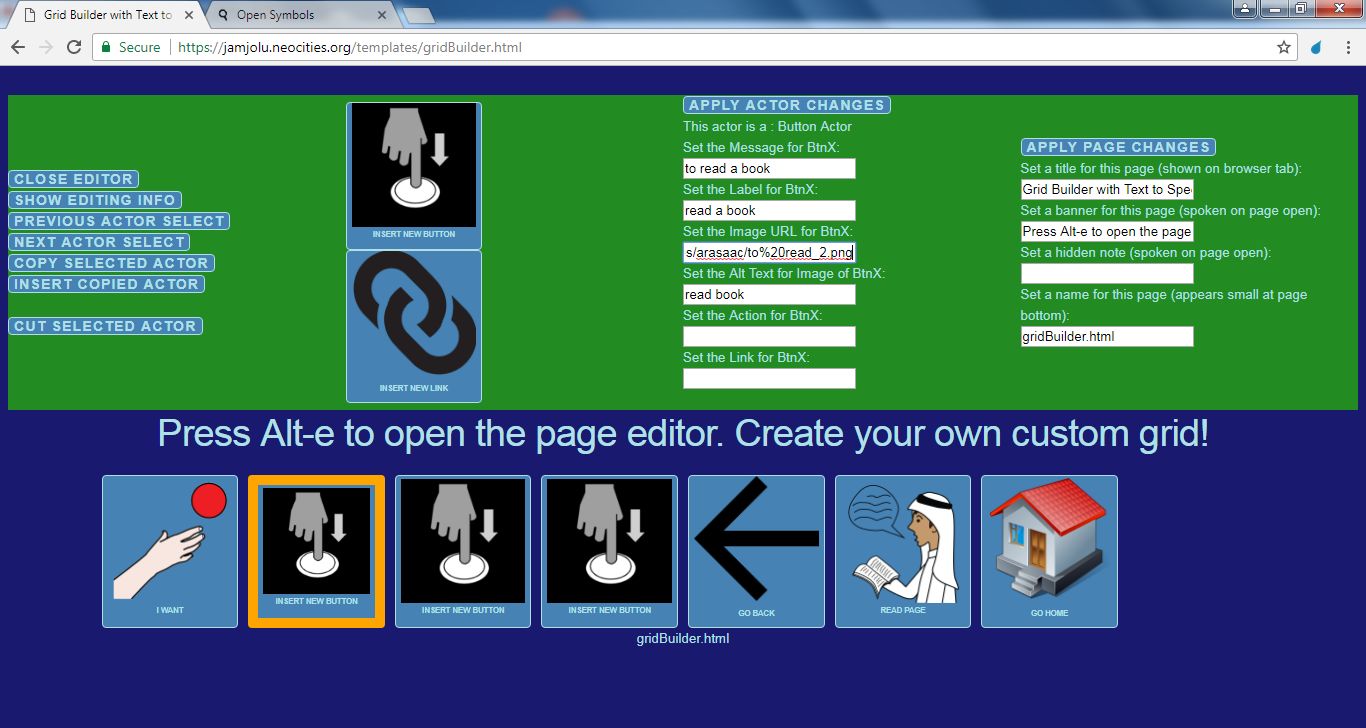 Grid Builder with Text to
Open Symbols
Secure
https://jamjolu.neocities.org/templates/gridBuilder.html
CLOSE EDITOR
SHOW EDITING INFO
PREVIOUS ACTOR SELECT
NEXT ACTOR SELECT
COPY SELECTED ACTOR
INSERT COPIED ACTOR
CUT SELECTED ACTOR
INSERT NEW BUTTON
INSERT NEW LINK
APPLY ACTOR CHANGES
This actor is a : Button Actor
Set the Message for BtnX:
to read a book
Set the Label for BtnX:
read a book
Set the Image URL for BtnX:
s/arasaac/to%20read_2.png
Set the Alt Text for Image of BtnX:
read book
Set the Action for BtnX:
Set the Link for BtnX:
APPLY PAGE CHANGES
Set a title for this page (shown on browser tab):
Grid Builder with Text to Spe
Set a banner for this page (spoken on page open):
Press Alt-e to open the page
Set a hidden note (spoken on page open):
Set a name for this page (appears small at page
bottom):
gridBuilder.html
Press Alt-e to open the page editor. Create your own custom grid!
I WANT
INSERT NEW BUTTON
INSERT NEW BUTTON
INSERT NEW BUTTON
GO BACK
READ PAGE
GO HOME
gridBuilder.html